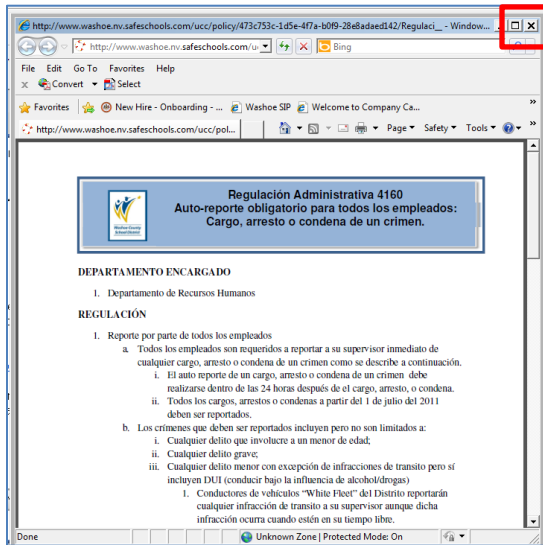 http://www.washoe.nv.safeschools.com/ucc/policy/473c753c-1d5e-4f7a-b0f9-28e8adaed142/Regulaci_ - Window...
http://www.washoe.nv.safeschools.com/u
Bing
File Edit Go To Favorites Help
x Convert Select
Favorites New Hire - Onboarding - ... Washoe SIP Welcome to Company Ca... »
http://www.washoe.nv.safeschools.com/ucc/pol... Page Safety Tools »
Washoe County
School District
Regulación Administrativa 4160
Auto-reporte obligatorio para todos los empleados:
Cargo, arresto o condena de un crimen.
DEPARTAMENTO ENCARGADO
1. Departamento de Recursos Humanos
REGULACIÓN
1. Reporte por parte de todos los empleados
a. Todos los empleados son requeridos a reportar a su supervisor inmediato de
cualquier cargo, arresto o condena de un crimen como se describe a continuación.
i. El auto reporte de un cargo, arresto o condena de un crimen debe
realizarse dentro de las 24 horas después de el cargo, arresto, o condena.
ii. Todos los cargos, arrestos o condenas a partir del 1 de julio del 2011
deben ser reportados.
b. Los crímenes que deben ser reportados incluyen pero no son limitados a:
i. Cualquier delito que involucre a un menor de edad;
ii. Cualquier delito grave;
iii. Cualquier delito menor con excepción de infracciones de transito pero sí
incluyen DUI (conducir bajo la influencia de alcohol/drogas)
1. Conductores de vehículos “White Fleet” del Distrito reportarán
cualquier infracción de transito a su supervisor aunque dicha
infracción ocurra cuando estén en su tiempo libre.
Done Unknown Zone | Protected Mode: On